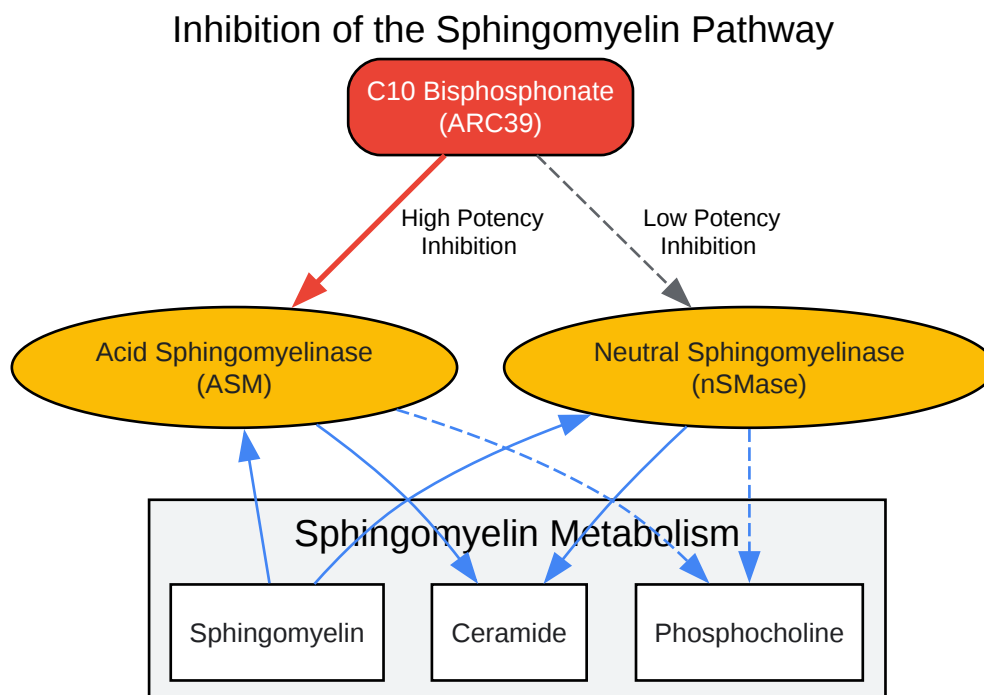 Inhibition of the Sphingomyelin Pathway
C10 Bisphosphonate
(ARC39)
High Potency
Inhibition
Low Potency
Inhibition
Acid Sphingomyelinase
(ASM)
Neutral Sphingomyelinase
(nSMase)
Sphingomyelin Metabolism
Sphingomyelin
Ceramide
Phosphocholine